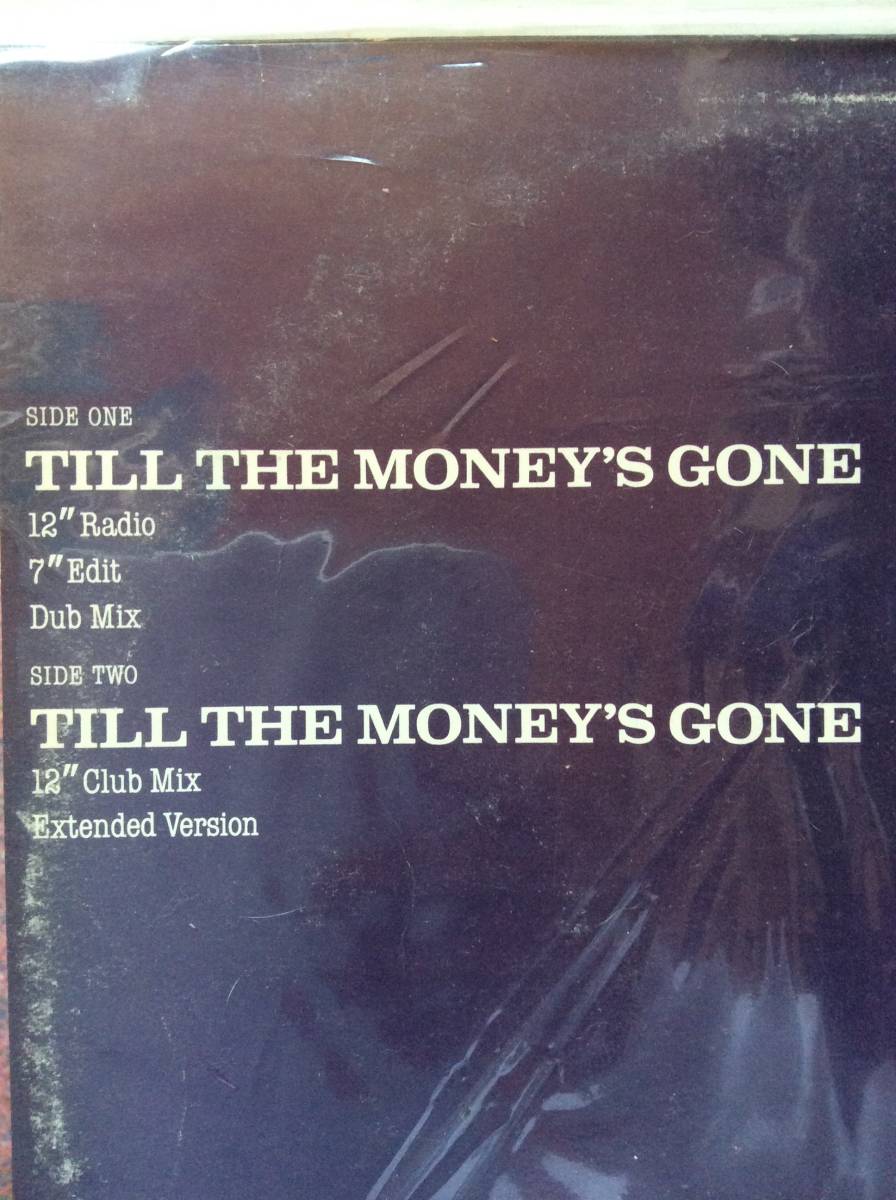 SIDE ONE
TILL THE MONEY’S GONE
12″ Radio
7″ Edit
Dub Mix
SIDE TWO
TILL THE MONEY’S GONE
12″ Club Mix
Extended Version